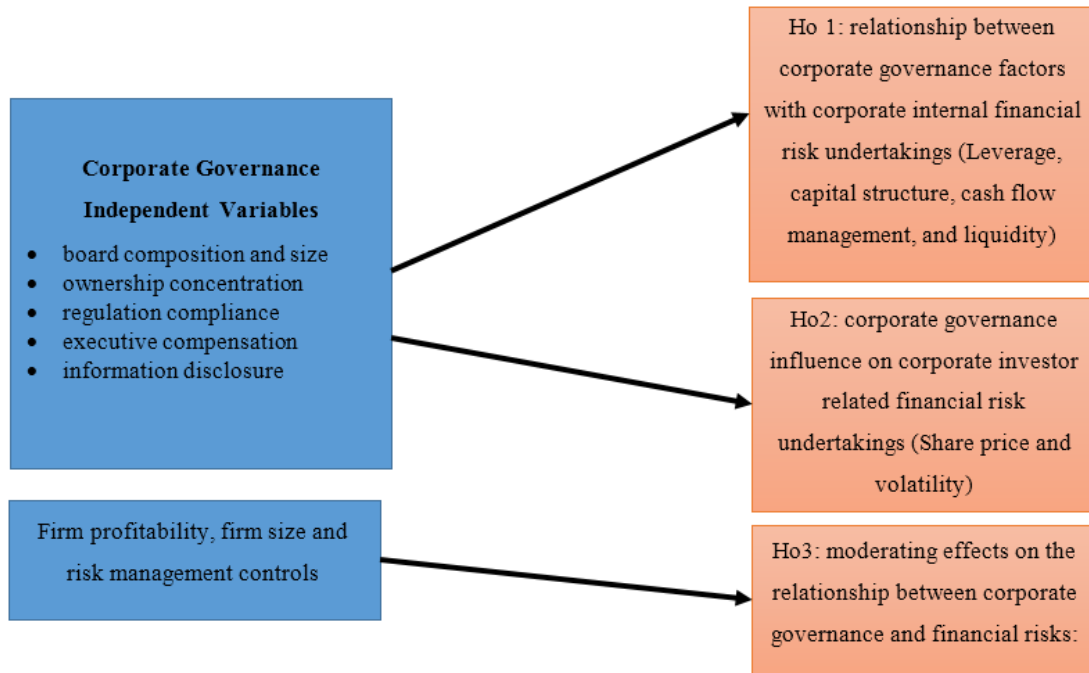 Corporate Governance
Independent Variables
• board composition and size
• ownership concentration
• regulation compliance
• executive compensation
• information disclosure
Firm profitability, firm size and
risk management controls
Ho 1: relationship between
corporate governance factors
with corporate internal financial
risk undertakings (Leverage,
capital structure, cash flow
management, and liquidity)
Ho2: corporate governance
influence on corporate investor
related financial risk
undertakings (Share price and
volatility)
Ho3: moderating effects on the
relationship between corporate
governance and financial risks: